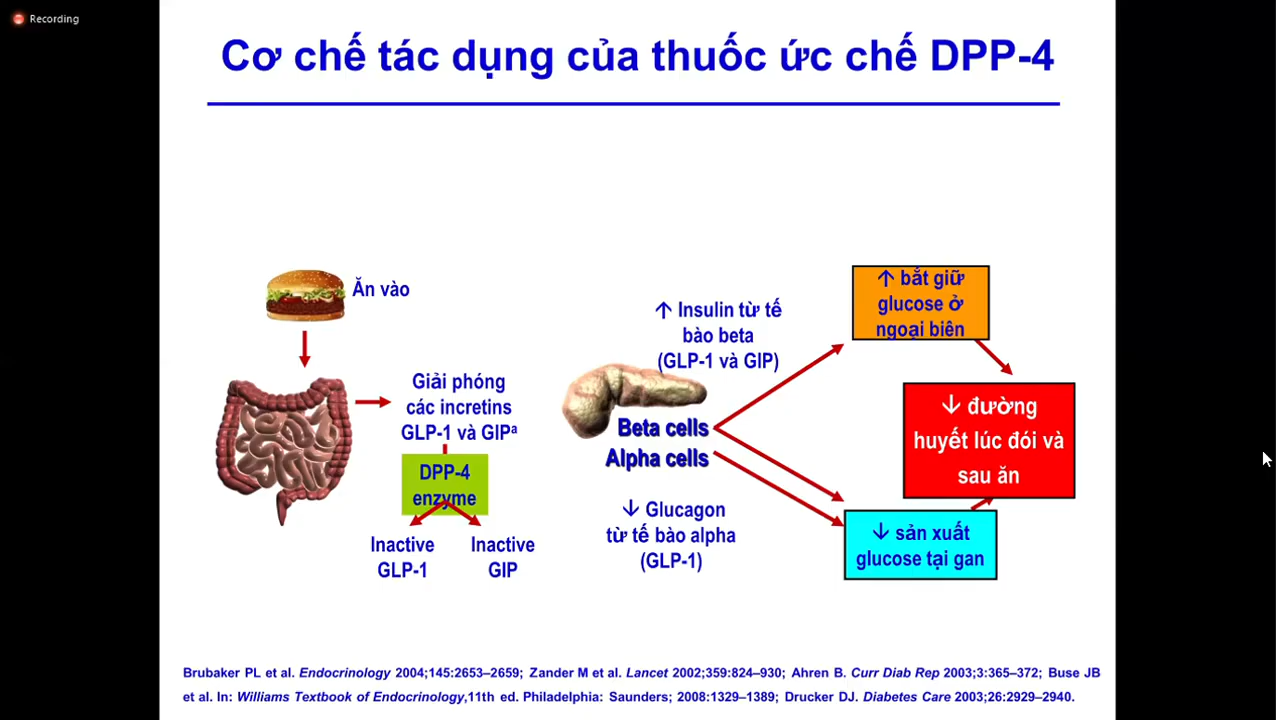 Recording
Cơ chế tác dụng của thuốc ức chế DPP-4
Ăn vào
Giải phóng
các incretins
GLP-1 và GIPᵃ
DPP-4
enzyme
Inactive
GLP-1
Inactive
GIP
↑ Insulin từ tế
bào beta
(GLP-1 và GIP)
Beta cells
Alpha cells
↓ Glucagon
từ tế bào alpha
(GLP-1)
↑ bắt giữ
glucose ở
ngoại biên
↓ đường
huyết lúc đói và
sau ăn
↓ sản xuất
glucose tại gan
Brubaker PL et al. Endocrinology 2004;145:2653–2659; Zander M et al. Lancet 2002;359:824–930; Ahren B. Curr Diab Rep 2003;3:365–372; Buse JB
et al. In: Williams Textbook of Endocrinology,11th ed. Philadelphia: Saunders; 2008:1329–1389; Drucker DJ. Diabetes Care 2003;26:2929–2940.